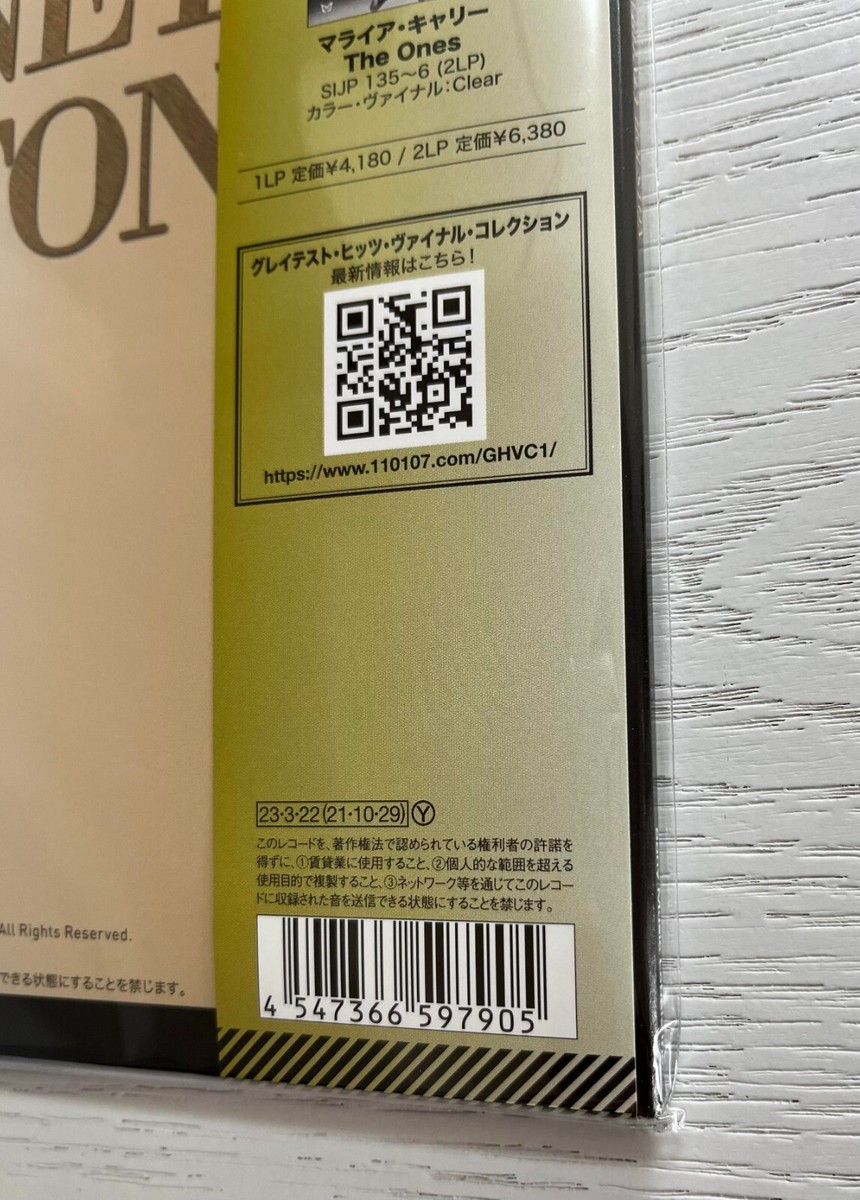 TON
マライア・キャリー
The Ones
SIJP 135〜6 (2LP)
カラー・ヴァイナル：Clear
1LP 定価¥4,180 / 2LP 定価¥6,380
グレイテスト・ヒッツ・ヴァイナル・コレクション
最新情報はこちら！
https://www.110107.com/GHVC1/
23・3・22(21・10・29)Ⓨ
このレコードを、著作権法で認められている権利者の許諾を
得ずに、①賃貸業に使用すること、②個人的な範囲を超える
使用目的で複製すること、③ネットワーク等を通じてこのレコー
ドに収録された音を送信できる状態にすることを禁じます。
All Rights Reserved.
できる状態にすることを禁じます。
4 547366 597905